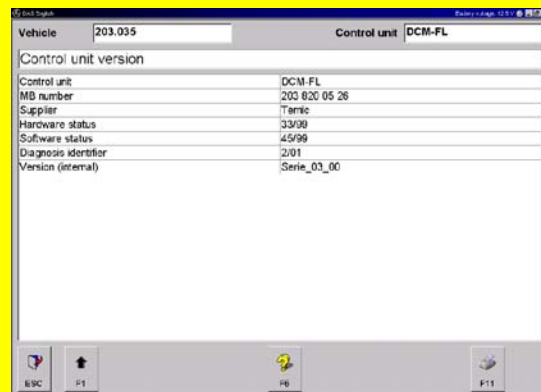 DAS English Battery voltage: 12.5 V
Vehicle 203.035 Control unit DCM-FL
Control unit version
Control unit DCM-FL
MB number 203 820 05 26
Supplier Temic
Hardware status 33/99
Software status 45/99
Diagnosis identifier 2/01
Version (internal) Serie_03_00
ESC F1 F6 F11